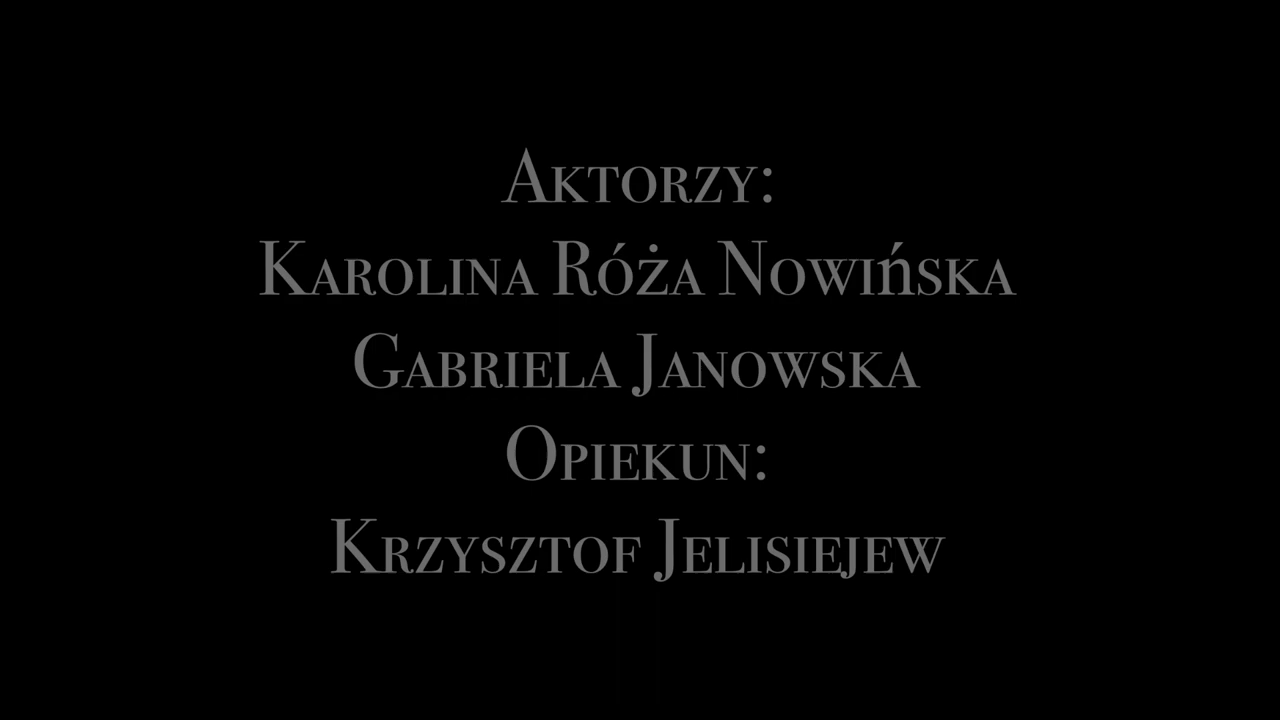 Aktorzy:
Karolina Róża Nowińska
Gabriela Janowska
Opiekun:
Krzysztof Jelisiejew